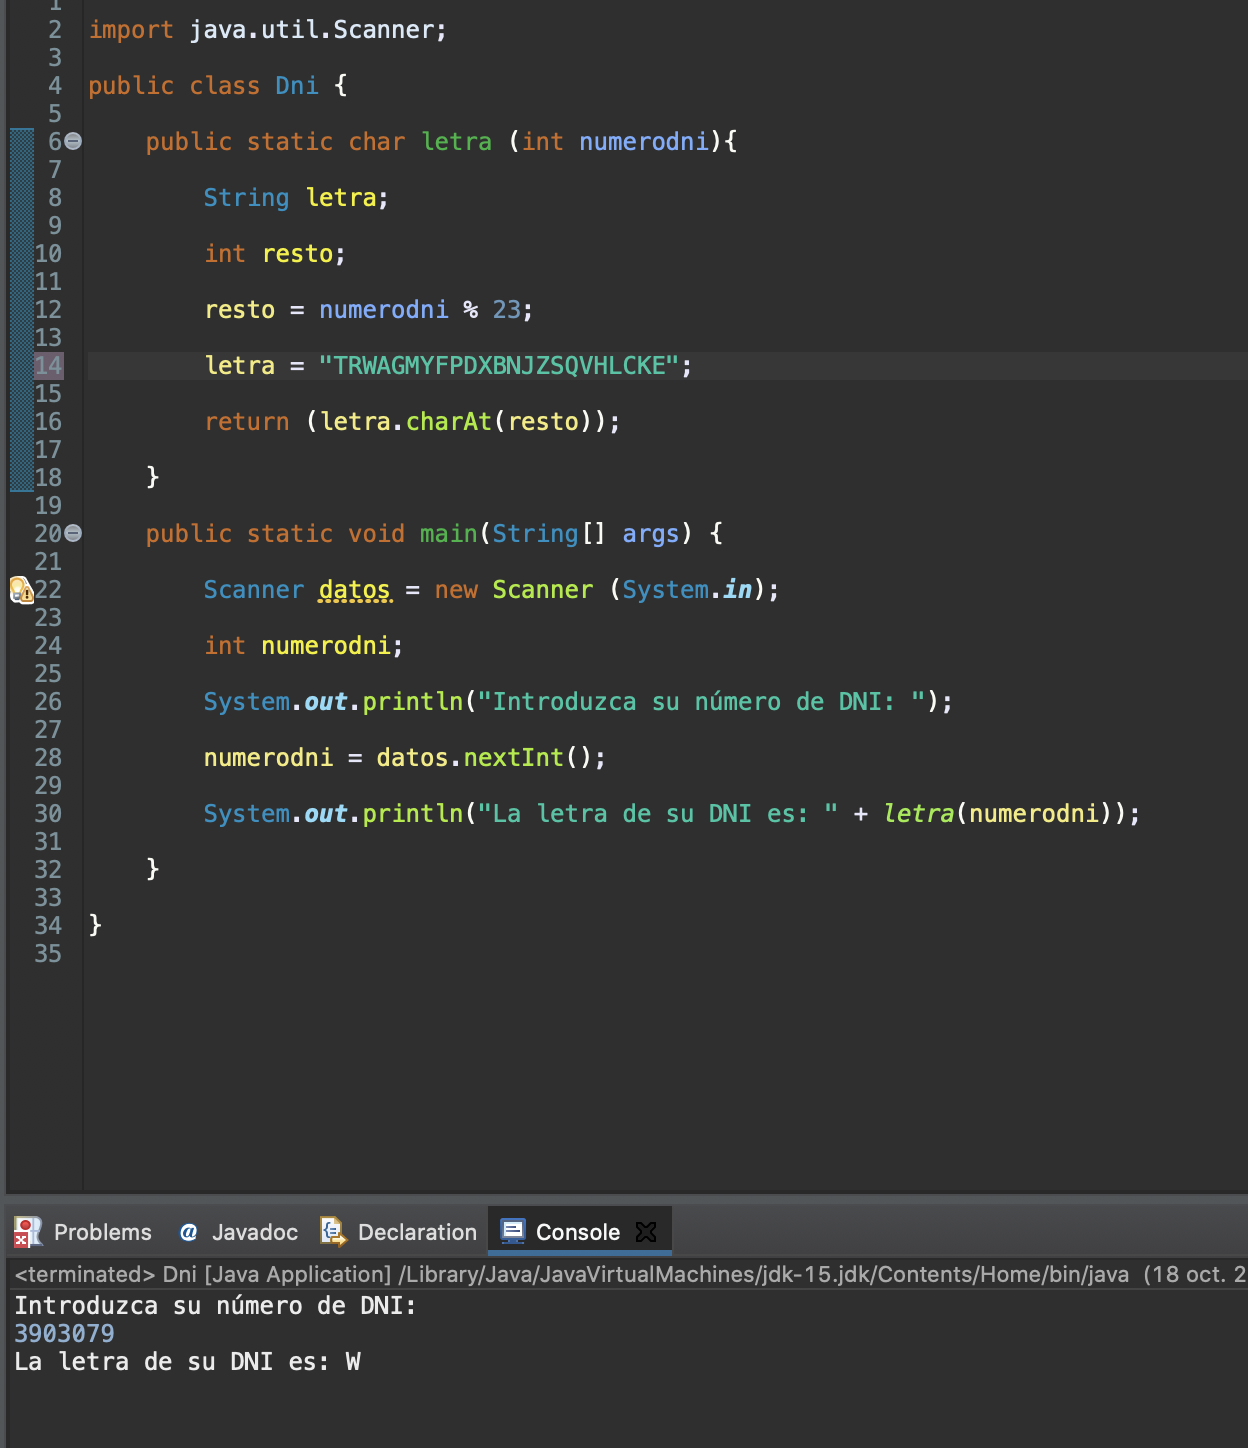 1
2 import java.util.Scanner;
3
4 public class Dni {
5
6 public static char letra (int numerodni){
7
8 String letra;
9
10 int resto;
11
12 resto = numerodni % 23;
13
14 letra = "TRWAGMYFPDXBNJZSQVHLCKE";
15
16 return (letra.charAt(resto));
17
18 }
19
20 public static void main(String[] args) {
21
22 Scanner datos = new Scanner (System.in);
23
24 int numerodni;
25
26 System.out.println("Introduzca su número de DNI: ");
27
28 numerodni = datos.nextInt();
29
30 System.out.println("La letra de su DNI es: " + letra(numerodni));
31
32 }
33
34 }
35
Problems @ Javadoc Declaration Console
<terminated> Dni [Java Application] /Library/Java/JavaVirtualMachines/jdk-15.jdk/Contents/Home/bin/java (18 oct. 2
Introduzca su número de DNI:
3903079
La letra de su DNI es: W